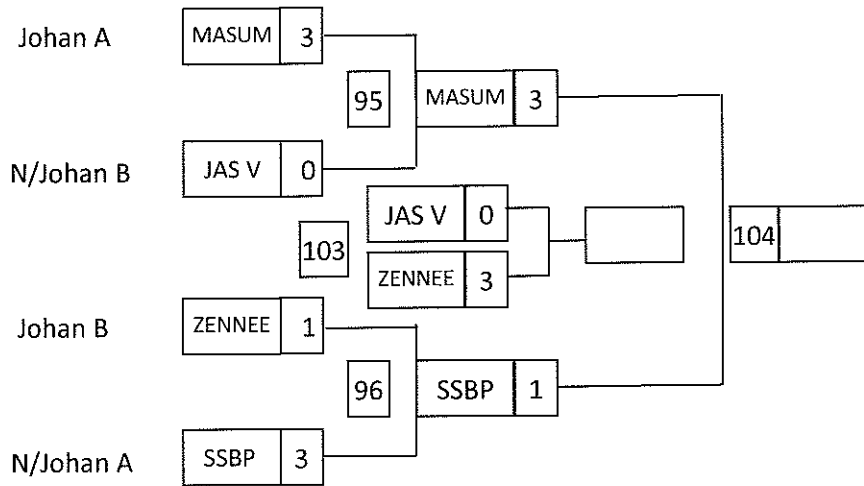 Johan A MASUM 3
95 MASUM 3
N/Johan B JAS V 0
JAS V 0
103 104
ZENNEE 3
Johan B ZENNEE 1
96 SSBP 1
N/Johan A SSBP 3